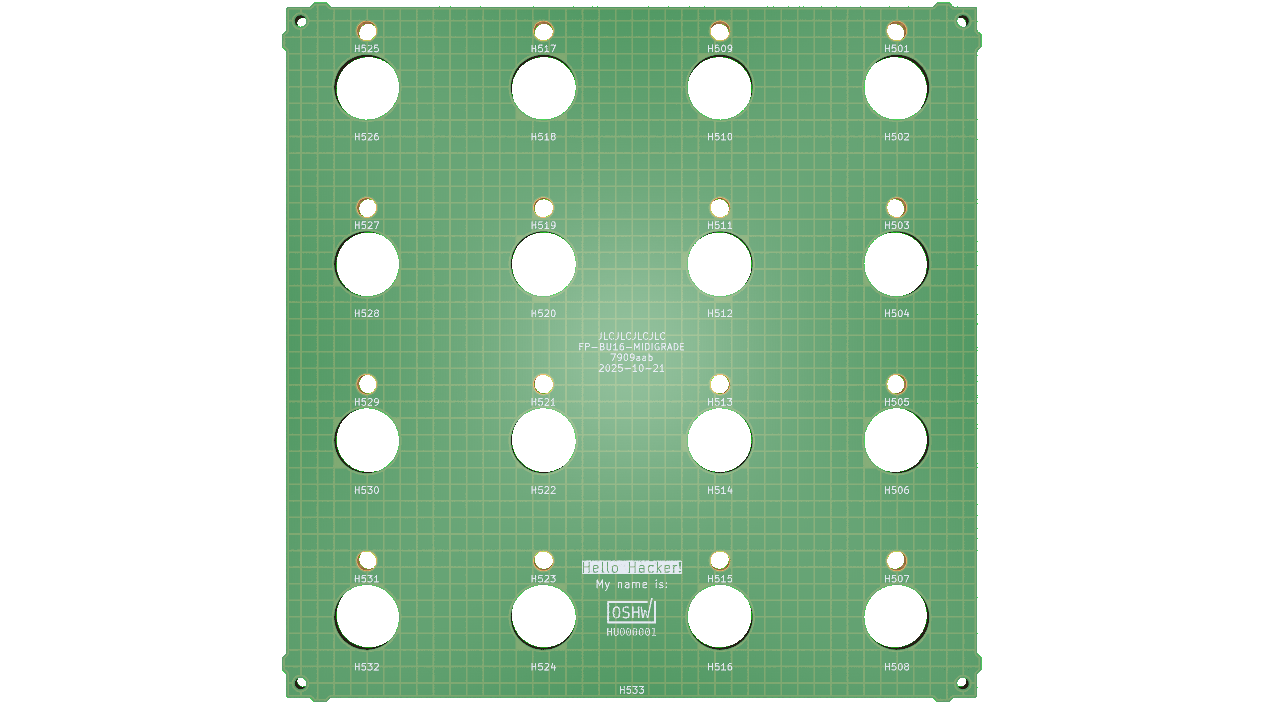 H525 H517 H509 H501
H526 H518 H510 H502
H527 H519 H511 H503
H528 H520 H512 H504
JLCJLCJLCJLC
FP-BU16-MIDIGRADE
7909aab
2025-10-21
H529 H521 H513 H505
H530 H522 H514 H506
Hello Hacker!
H531 H523 H515 H507
My name is:
OSHW
HU000001
H532 H524 H516 H508
H533